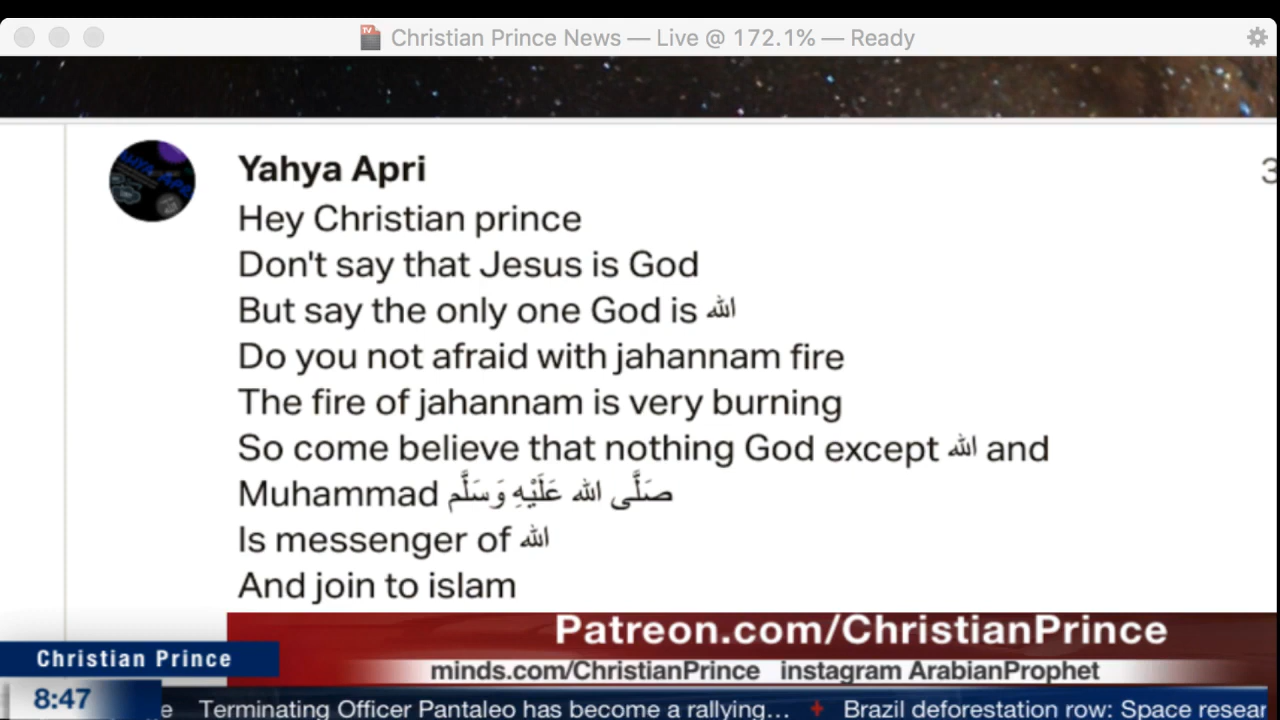 Christian Prince News — Live @ 172.1% — Ready
Yahya Apri
Hey Christian prince
Don't say that Jesus is God
But say the only one God is الله
Do you not afraid with jahannam fire
The fire of jahannam is very burning
So come believe that nothing God except الله and
Muhammad صَلَّى الله عَلَيْهِ وَسَلَّم
Is messenger of الله
And join to islam
Patreon.com/ChristianPrince
minds.com/ChristianPrince instagram ArabianProphet
Christian Prince
8:47
e Terminating Officer Pantaleo has become a rallying... + Brazil deforestation row: Space resear